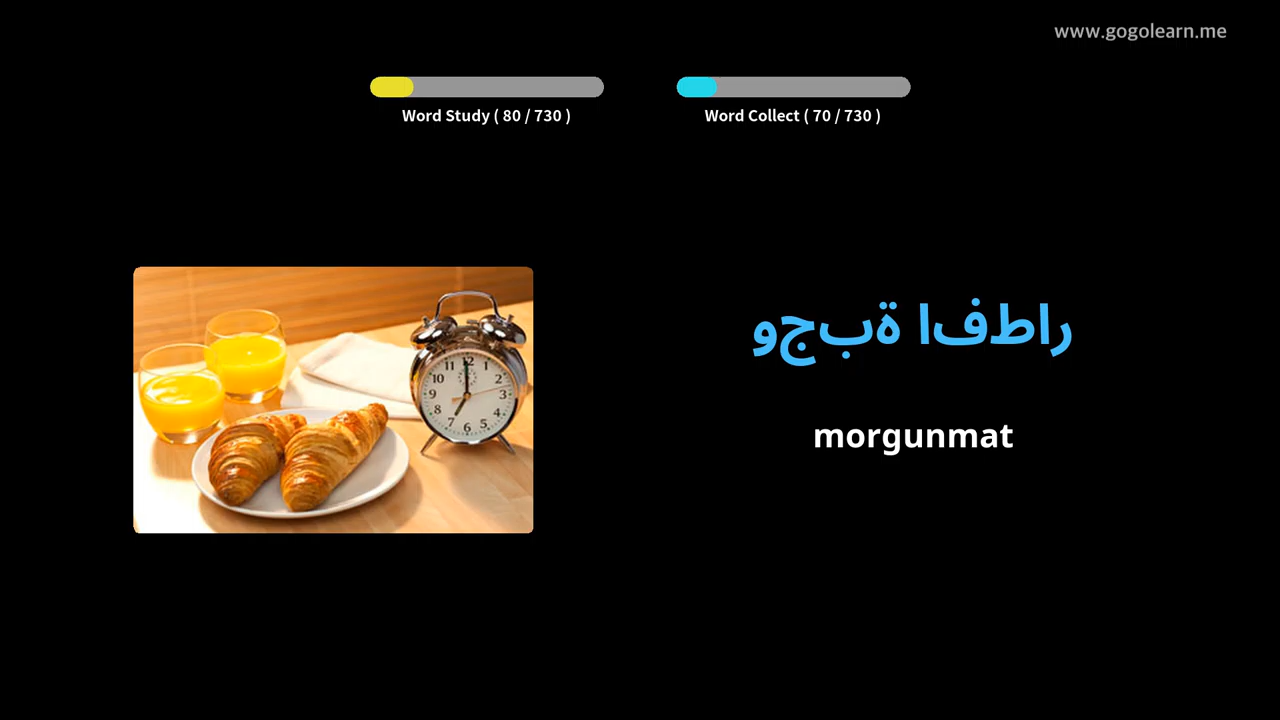 www.gogolearn.me
Word Study ( 80 / 730 )
Word Collect ( 70 / 730 )
راطفا ةبجو
morgunmat